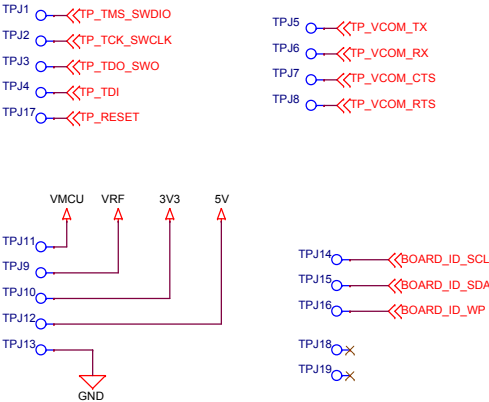 TPJ1 TP_TMS_SWDIO
TPJ2 TP_TCK_SWCLK
TPJ3 TP_TDO_SWO
TPJ4 TP_TDI
TPJ17 TP_RESET
TPJ5 TP_VCOM_TX
TPJ6 TP_VCOM_RX
TPJ7 TP_VCOM_CTS
TPJ8 TP_VCOM_RTS
VMCU VRF 3V3 5V
TPJ11
TPJ9
TPJ10
TPJ12
TPJ13
GND
TPJ14 BOARD_ID_SCL
TPJ15 BOARD_ID_SDA
TPJ16 BOARD_ID_WP
TPJ18
TPJ19